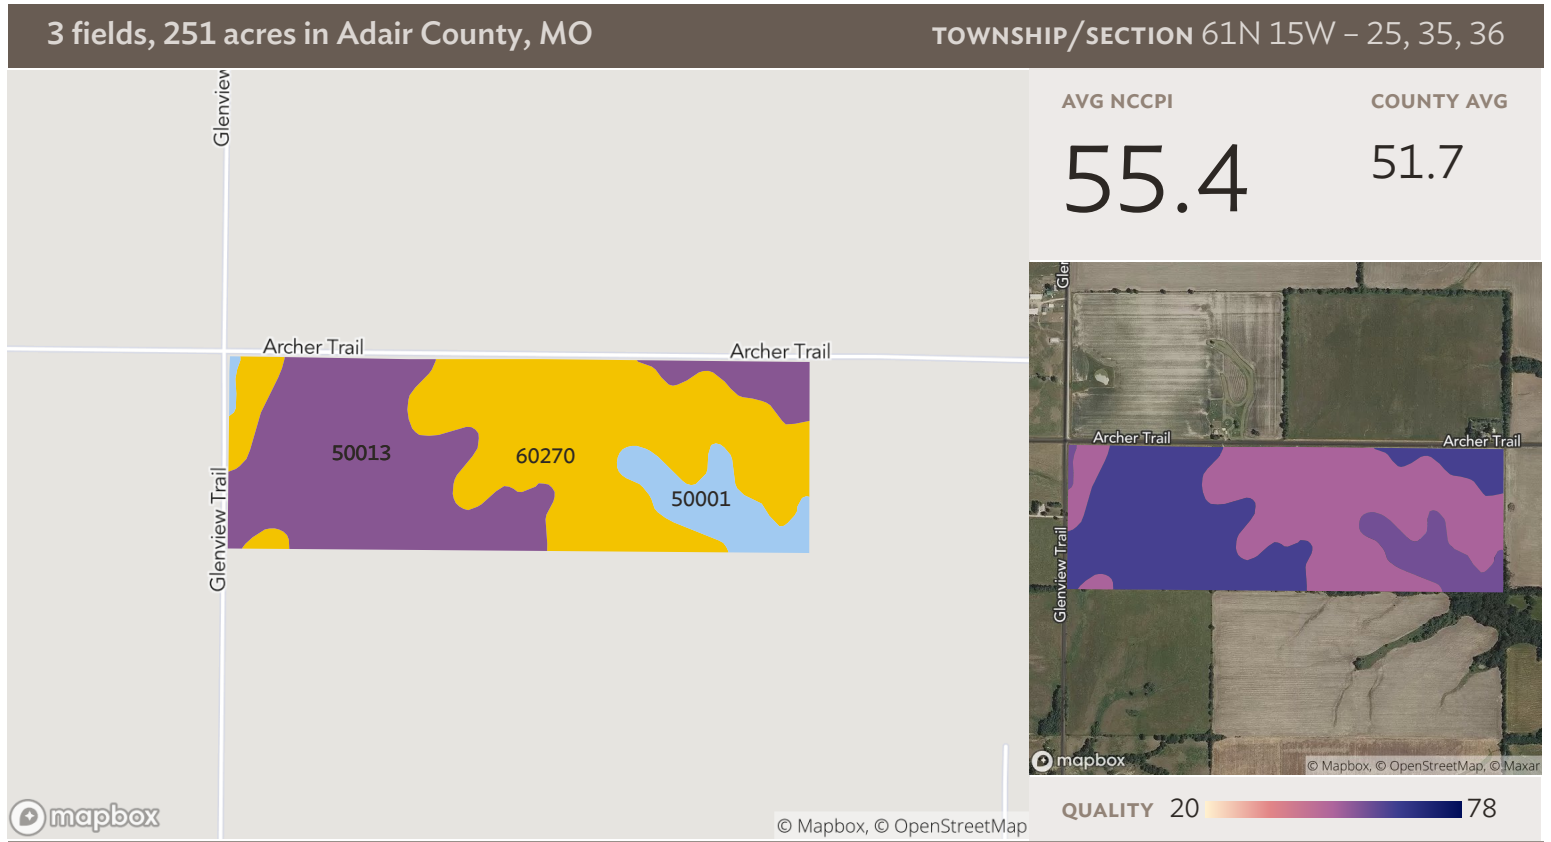 3 fields, 251 acres in Adair County, MO
TOWNSHIP/SECTION 61N 15W – 25, 35, 36
Glenview
Archer Trail
Archer Trail
50013
60270
50001
Glenview Trail
mapbox
© Mapbox, © OpenStreetMap
AVG NCCPI
COUNTY AVG
55.4
51.7
Archer Trail
Archer Trail
Glenview Trail
mapbox
© Mapbox, © OpenStreetMap, © Maxar
QUALITY 20 78